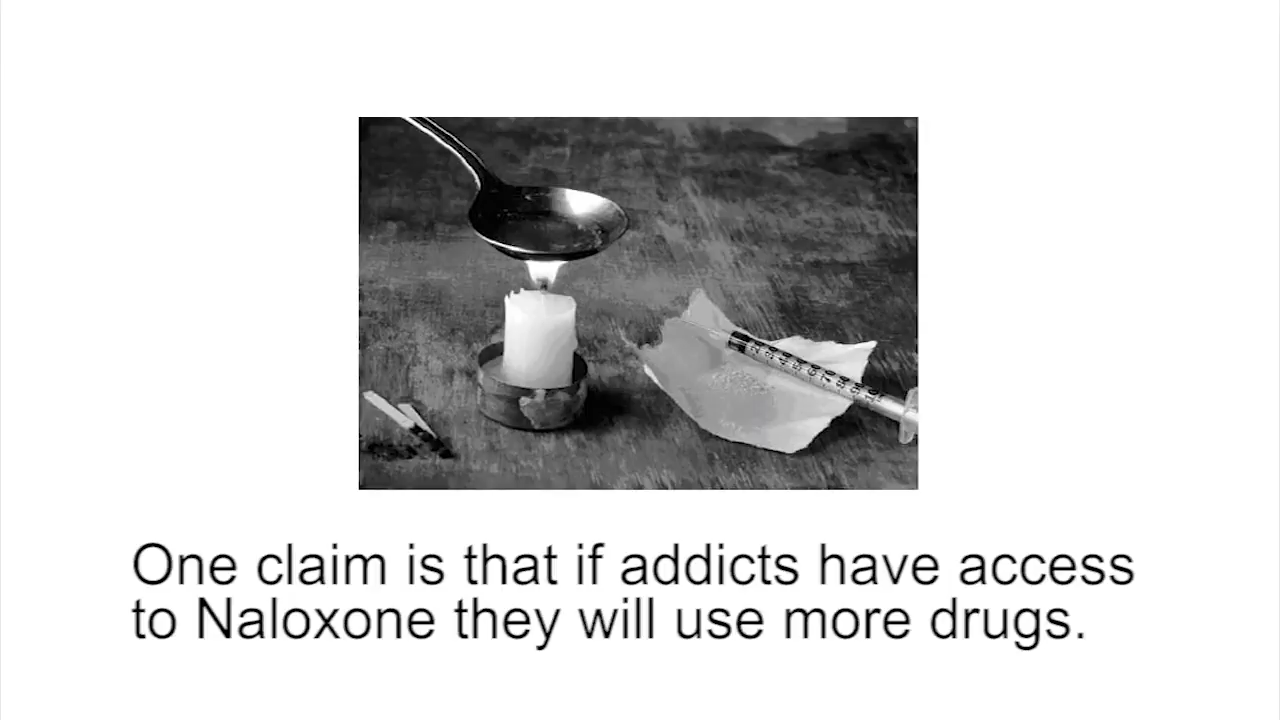 One claim is that if addicts have access
to Naloxone they will use more drugs.